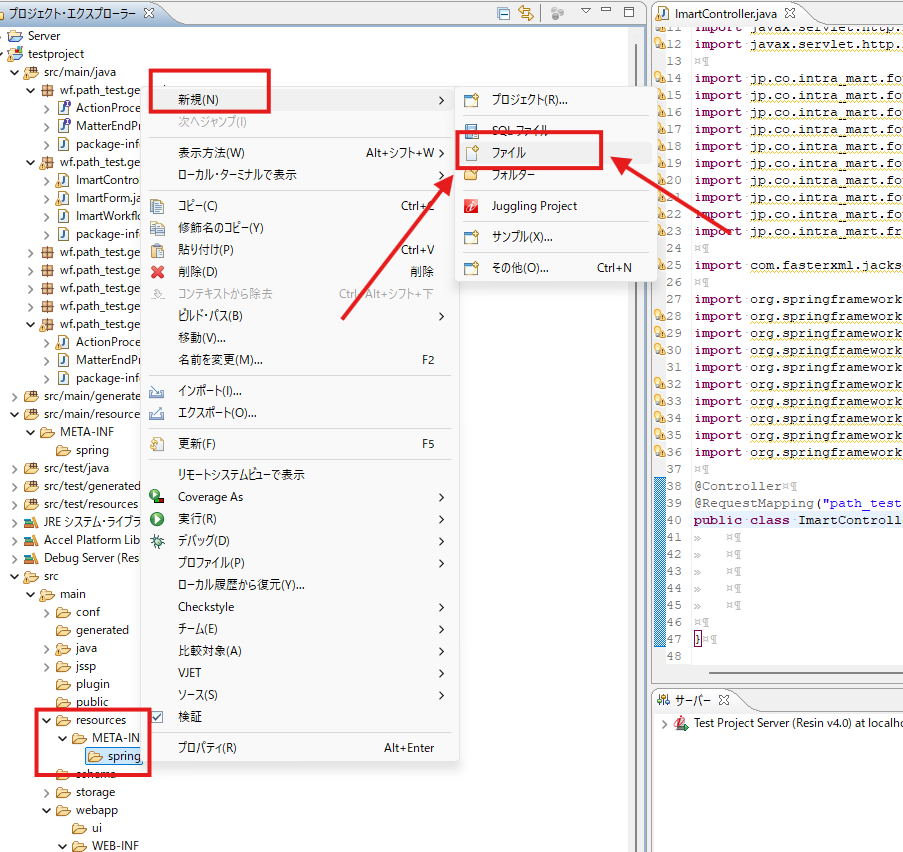 プロジェクト・エクスプローラー
Server
testproject
src/main/java
wf.path_test.ge
ActionProce
MatterEndPr
package-inf
wf.path_test.ge
ImartContro
ImartForm.ja
ImartWorkflo
package-inf
wf.path_test.ge
wf.path_test.ge
wf.path_test.ge
wf.path_test.ge
wf.path_test.ge
ActionProce
MatterEndPr
package-inf
src/main/generate
src/main/resource
META-INF
spring
src/test/java
src/test/generated
src/test/resources
JRE システム・ライブラ
Accel Platform Lib
Debug Server (Res
src
main
conf
generated
java
jssp
plugin
public
resources
META-IN
spring
schema
storage
webapp
ui
WEB-INF
新規(N)
次へジャンプ(I)
表示方法(W) Alt+シフト+W
ローカル・ターミナルで表示
コピー(C) Ctrl+C
修飾名のコピー(Y)
貼り付け(P) Ctrl+V
削除(D) 削除
コンテキストから除去 Ctrl+Alt+シフト+下
ビルド・パス(B)
移動(V)...
名前を変更(M)... F2
インポート(I)...
エクスポート(O)...
更新(F) F5
リモートシステムビューで表示
Coverage As
実行(R)
デバッグ(D)
プロファイル(P)
ローカル履歴から復元(Y)...
Checkstyle
チーム(E)
比較対象(A)
VJET
ソース(S)
検証
プロパティ(R) Alt+Enter
プロジェクト(R)...
SQL ファイル
ファイル
フォルダー
Juggling Project
サンプル(X)...
その他(O)... Ctrl+N
ImartController.java
11 import javax.servlet.http.
12 import javax.servlet.http.
13
14 import jp.co.intra_mart.fo
15 import jp.co.intra_mart.fo
16 import jp.co.intra_mart.fo
17 import jp.co.intra_mart.fo
18 import jp.co.intra_mart.fo
19 import jp.co.intra_mart.fo
20 import jp.co.intra_mart.fo
21 import jp.co.intra_mart.fo
22 import jp.co.intra_mart.fo
23 import jp.co.intra_mart.fr
24
25 import com.fasterxml.jacks
26
27 import org.springframework
28 import org.springframework
29 import org.springframework
30 import org.springframework
31 import org.springframework
32 import org.springframework
33 import org.springframework
34 import org.springframework
35 import org.springframework
36 import org.springframework
37
38 @Controller
39 @RequestMapping("path_test
40 public class ImartControll
41
42
43
44
45
46
47 }
48
サーバー
Test Project Server (Resin v4.0) at localho